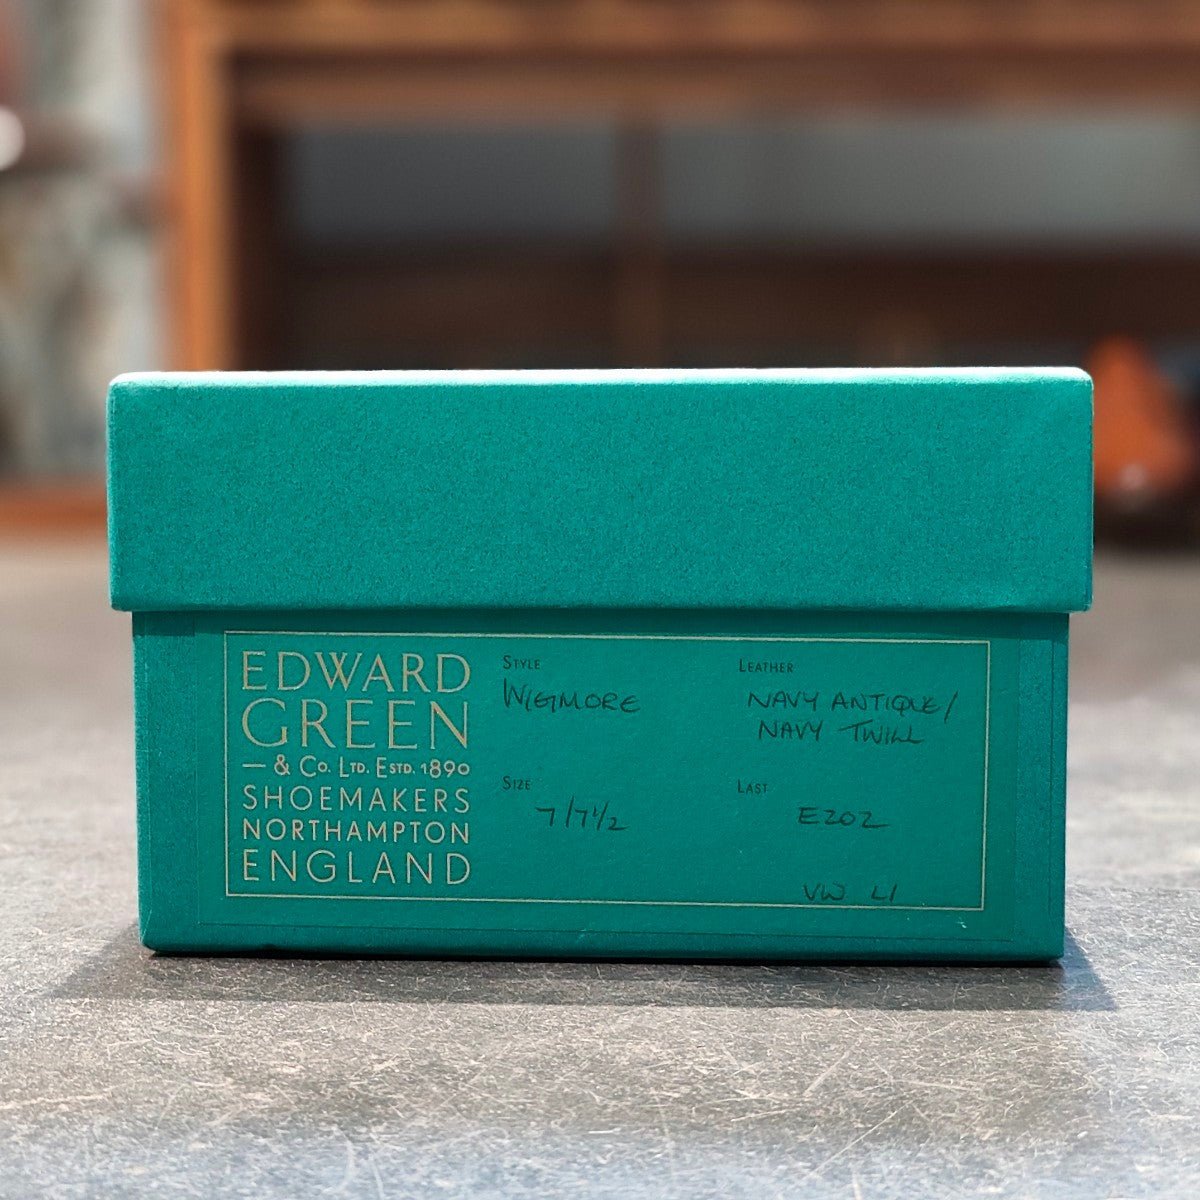 EDWARD
GREEN
— & Co. LTD. ESTD. 1890
SHOEMAKERS
NORTHAMPTON
ENGLAND
STYLE
WIGMORE
LEATHER
NAVY ANTIQUE/
NAVY TWILL
SIZE
7/7½
LAST
E202
VW LI